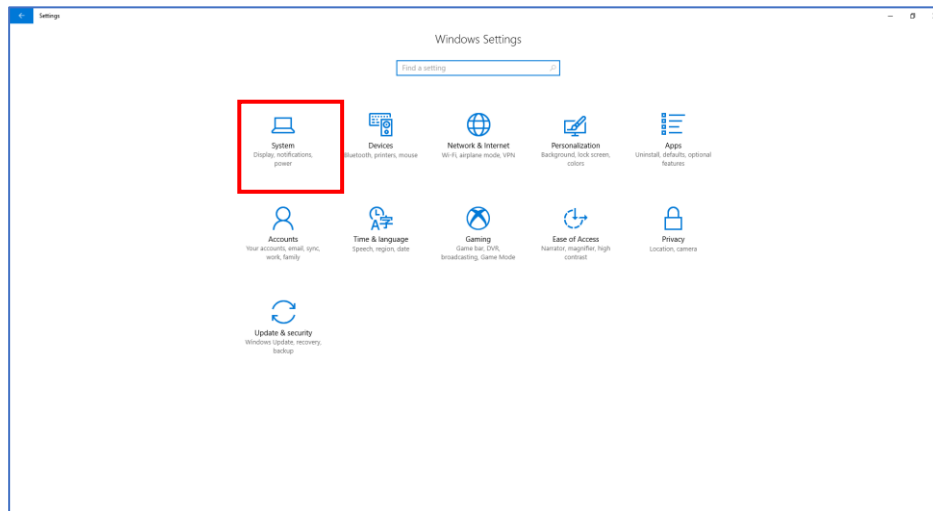 Settings
Windows Settings
Find a setting
System
Display, notifications,
power
Devices
Bluetooth, printers, mouse
Network & Internet
Wi-Fi, airplane mode, VPN
Personalization
Background, lock screen,
colors
Apps
Uninstall, defaults, optional
features
Accounts
Your accounts, email, sync,
work, family
Time & language
Speech, region, date
Gaming
Game bar, DVR,
broadcasting, Game Mode
Ease of Access
Narrator, magnifier, high
contrast
Privacy
Location, camera
Update & security
Windows Update, recovery,
backup